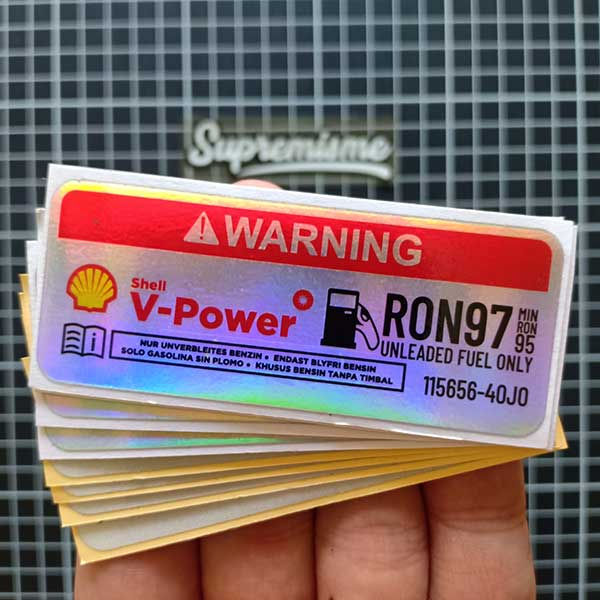 Supremisme
WARNING
Shell
V-Power
RON97
MIN
RON
95
UNLEADED FUEL ONLY
NUR UNVERBLEITES BENZIN • ENDAST BLYFRI BENSIN
SOLO GASOLINA SIN PLOMO • KHUSUS BENSIN TANPA TIMBAL
115656-40J0